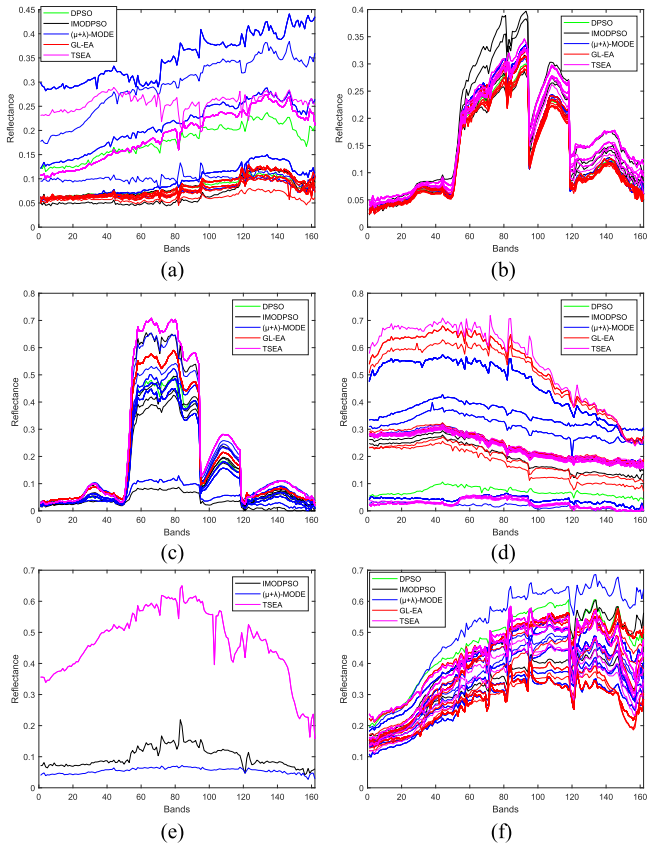 0.45
0.4
0.35
0.3
0.25
0.2
0.15
0.1
0.05
0
Reflectance
DPSO
IMODPSO
(μ+λ)-MODE
GL-EA
TSEA
0 20 40 60 80 100 120 140 160
Bands
(a)
0.4
0.35
0.3
0.25
0.2
0.15
0.1
0.05
0
Reflectance
DPSO
IMODPSO
(μ+λ)-MODE
GL-EA
TSEA
0 20 40 60 80 100 120 140 160
Bands
(b)
0.8
0.7
0.6
0.5
0.4
0.3
0.2
0.1
0
Reflectance
DPSO
IMODPSO
(μ+λ)-MODE
GL-EA
TSEA
0 20 40 60 80 100 120 140 160
Bands
(c)
0.8
0.7
0.6
0.5
0.4
0.3
0.2
0.1
0
Reflectance
DPSO
IMODPSO
(μ+λ)-MODE
GL-EA
TSEA
0 20 40 60 80 100 120 140 160
Bands
(d)
0.7
0.6
0.5
0.4
0.3
0.2
0.1
0
Reflectance
IMODPSO
(μ+λ)-MODE
TSEA
0 20 40 60 80 100 120 140 160
Bands
(e)
0.7
0.6
0.5
0.4
0.3
0.2
0.1
0
Reflectance
DPSO
IMODPSO
(μ+λ)-MODE
GL-EA
TSEA
0 20 40 60 80 100 120 140 160
Bands
(f)